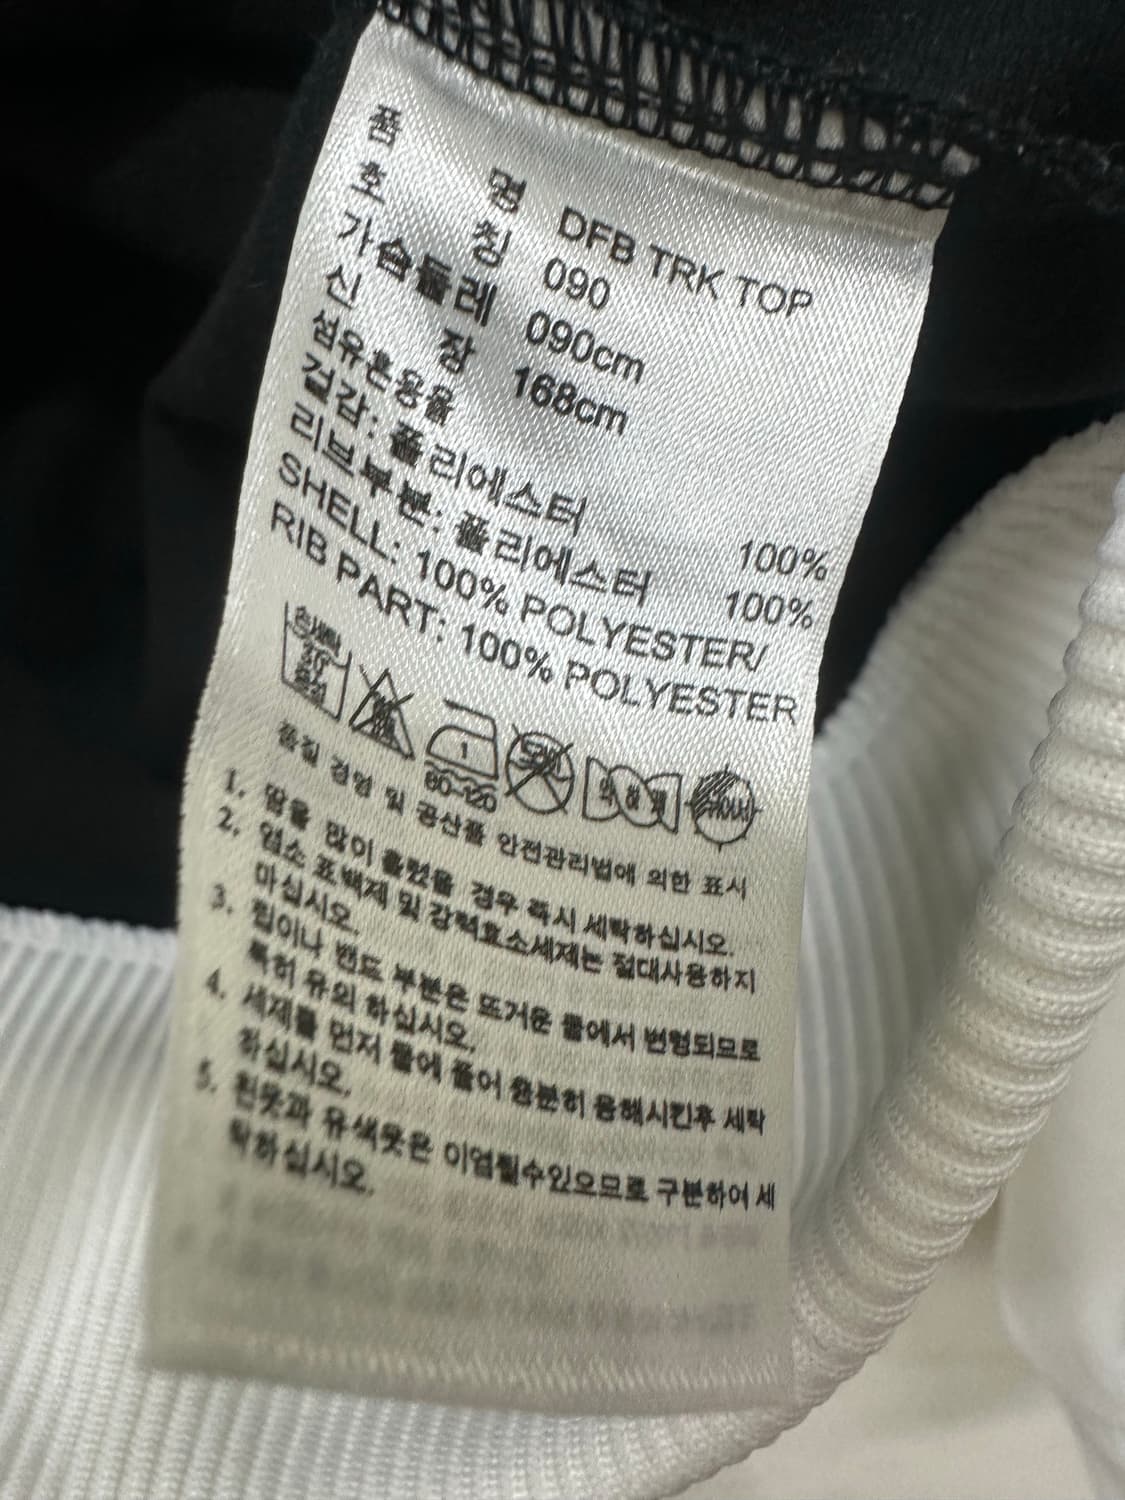 품 명 DFB TRK TOP
호 칭 090
가슴둘레 090cm
신 장 168cm
섬유혼용율
겉감: 폴리에스터 100%
리브부분: 폴리에스터 100%
SHELL: 100% POLYESTER/
RIB PART: 100% POLYESTER
1
80~120
품질 경영 및 공산품 안전관리법에 의한 표시
1. 땀을 많이 흘렸을 경우 즉시 세탁하십시오.
2. 염소 표백제 및 강력효소세제는 절대사용하지
마십시오.
3. 립이나 밴드 부분은 뜨거운 물에서 변형되므로
특히 유의 하십시오.
4. 세제를 먼저 물에 풀어 완분히 용해시킨후 세탁
하십시오.
5. 흰옷과 유색옷은 이염될수있으므로 구분하여 세
탁하십시오.